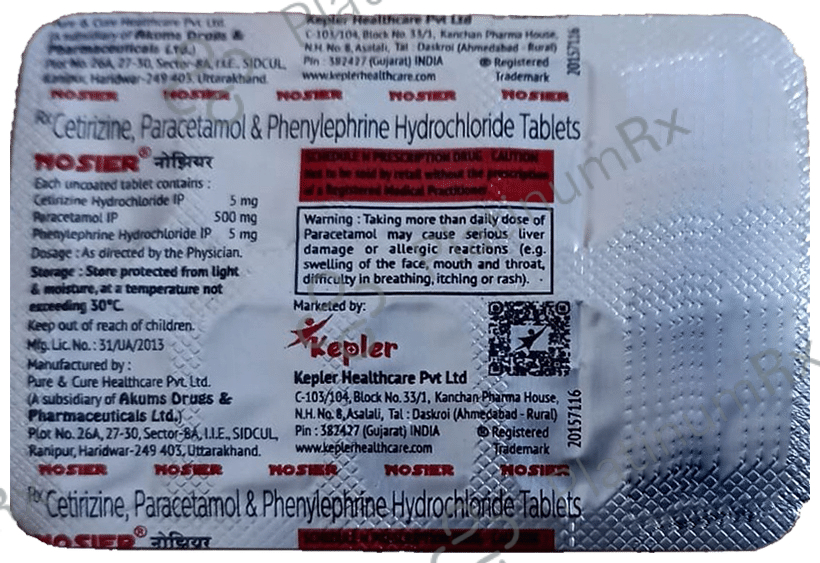 & Cure Healthcare Pvt. Ltd.
(A subsidiary of Akums Drugs &
Pharmaceuticals Ltd.)
Plot No. 26A, 27-30, Sector-8A, I.I.E., SIDCUL,
Ranipur, Haridwar-249 403, Uttarakhand.
Kepler Healthcare Pvt Ltd
C-103/104, Block No. 33/1, Kanchan Pharma House,
N.H. No. 8, Asalali, Tal : Daskroi (Ahmedabad - Rural)
Pin : 382427 (Gujarat) INDIA
www.keplerhealthcare.com
® Registered
Trademark
20157116
NOSIER NOSIER NOSIER NOSIER NOSIER
Rx Cetirizine, Paracetamol & Phenylephrine Hydrochloride Tablets
NOSIER® नोझियर
Each uncoated tablet contains :
Cetirizine Hydrochloride IP 5 mg
Paracetamol IP 500 mg
Phenylephrine Hydrochloride IP 5 mg
Dosage : As directed by the Physician.
Storage : Store protected from light
& moisture, at a temperature not
exceeding 30°C.
Keep out of reach of children.
Mfg. Lic. No. : 31/UA/2013
Manufactured by :
Pure & Cure Healthcare Pvt. Ltd.
(A subsidiary of Akums Drugs &
Pharmaceuticals Ltd.)
Plot No. 26A, 27-30, Sector-8A, I.I.E., SIDCUL,
Ranipur, Haridwar-249 403, Uttarakhand.
SCHEDULE H PRESCRIPTION DRUG CAUTION
Not to be sold by retail without the prescription
of a Registered Medical Practitioner
Warning : Taking more than daily dose of
Paracetamol may cause serious liver
damage or allergic reactions (e.g.
swelling of the face, mouth and throat,
difficulty in breathing, itching or rash).
Marketed by:
Kepler
Kepler Healthcare Pvt Ltd
C-103/104, Block No. 33/1, Kanchan Pharma House,
N.H. No. 8, Asalali, Tal : Daskroi (Ahmedabad - Rural)
Pin : 382427 (Gujarat) INDIA
www.keplerhealthcare.com
® Registered
Trademark
20157116
NOSIER NOSIER NOSIER NOSIER NOSIER
Rx Cetirizine, Paracetamol & Phenylephrine Hydrochloride Tablets
NOSIER® नोझियर
SCHEDULE H PRESCRIPTION
PlatinumRx
PlatinumRx